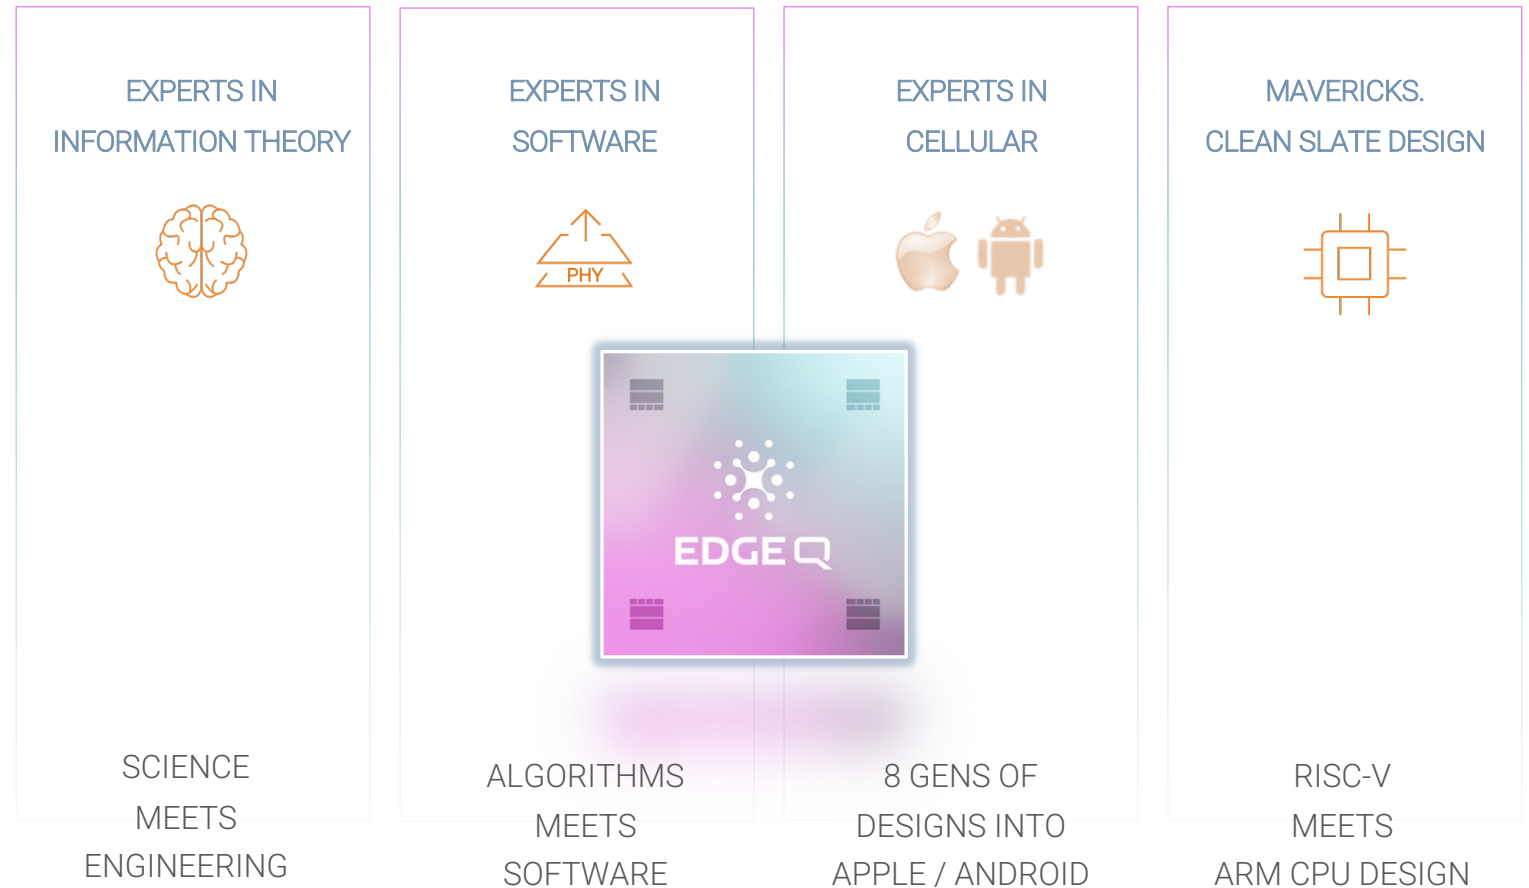 EXPERTS IN
INFORMATION THEORY
EXPERTS IN
SOFTWARE
PHY
EXPERTS IN
CELLULAR
MAVERICKS.
CLEAN SLATE DESIGN
EDGE Q
SCIENCE
MEETS
ENGINEERING
ALGORITHMS
MEETS
SOFTWARE
8 GENS OF
DESIGNS INTO
APPLE / ANDROID
RISC-V
MEETS
ARM CPU DESIGN